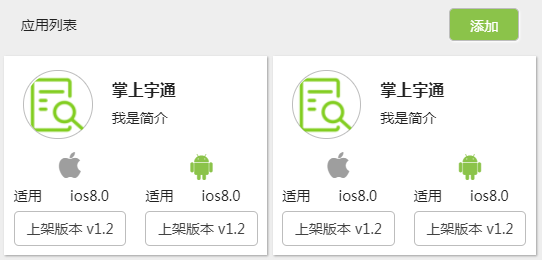 应用列表 添加
掌上宇通
我是简介
适用 ios8.0 适用 ios8.0
上架版本 v1.2 上架版本 v1.2
掌上宇通
我是简介
适用 ios8.0 适用 ios8.0
上架版本 v1.2 上架版本 v1.2